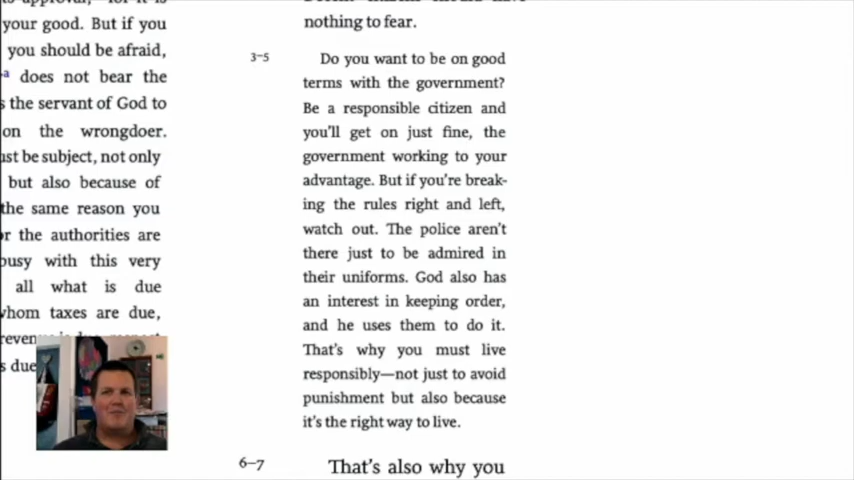 your good. But if you
you should be afraid,
a does not bear the
the servant of God to
on the wrongdoer.
be subject, not only
but also because of
the same reason you
the authorities are
with this very
all what is due
taxes are due,
due
nothing to fear.
3–5
Do you want to be on good
terms with the government?
Be a responsible citizen and
you'll get on just fine, the
government working to your
advantage. But if you're break-
ing the rules right and left,
watch out. The police aren't
there just to be admired in
their uniforms. God also has
an interest in keeping order,
and he uses them to do it.
That's why you must live
responsibly—not just to avoid
punishment but also because
it's the right way to live.
6–7
That's also why you